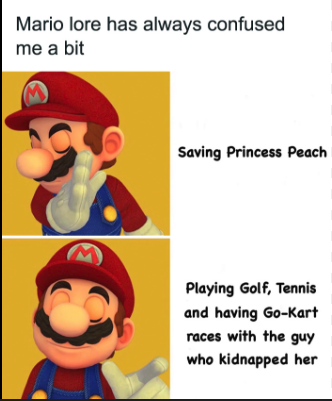 Mario lore has always confused
me a bit
M
Saving Princess Peach
M
Playing Golf, Tennis
and having Go-Kart
races with the guy
who kidnapped her